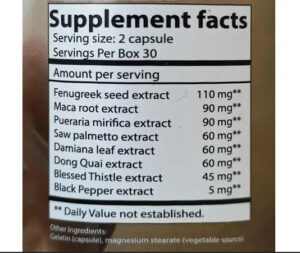 Supplement facts
Serving size: 2 capsule
Servings Per Box 30
Amount per serving
Fenugreek seed extract 110 mg**
Maca root extract 90 mg**
Pueraria mirifica extract 90 mg**
Saw palmetto extract 60 mg**
Damiana leaf extract 60 mg**
Dong Quai extract 60 mg**
Blessed Thistle extract 45 mg**
Black Pepper extract 5 mg**
** Daily Value not established.
Other ingredients:
Gelatin (capsule), magnesium stearate (vegetable source)